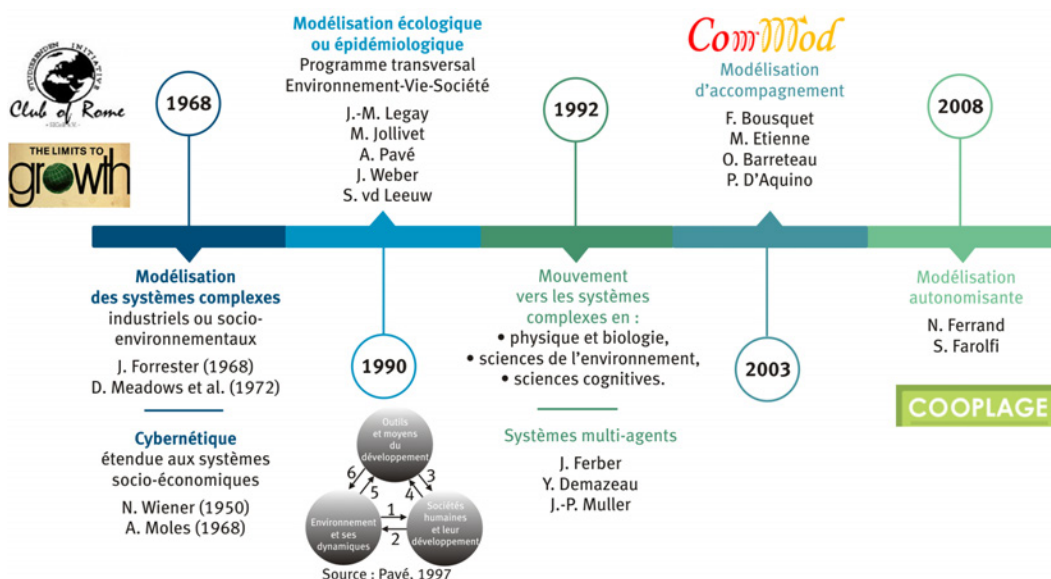 STUDIERENDEN INITIATIVE
Club of Rome
THE LIMITS TO
growth
1968
Modélisation
des systèmes complexes
industriels ou socio-
environnementaux
J. Forrester (1968)
D. Meadows et al. (1972)
Cybernétique
étendue aux systèmes
socio-économiques
N. Wiener (1950)
A. Moles (1968)
Modélisation écologique
ou épidémiologique
Programme transversal
Environnement-Vie-Société
J.-M. Legay
M. Jollivet
A. Pavé
J. Weber
S. vd Leeuw
1990
Outils
et moyens
du
développement
6
5
3
4
1
2
Environnement
et ses
dynamiques
Sociétés
humaines
et leur
développement
Source : Pavé, 1997
1992
Mouvement
vers les systèmes
complexes en :
• physique et biologie,
• sciences de l'environnement,
• sciences cognitives.
Systèmes multi-agents
J. Ferber
Y. Demazeau
J.-P. Muller
ComMod
Modélisation
d'accompagnement
F. Bousquet
M. Etienne
O. Barreteau
P. D'Aquino
2003
2008
Modélisation
autonomisante
N. Ferrand
S. Farolfi
COOPLAGE